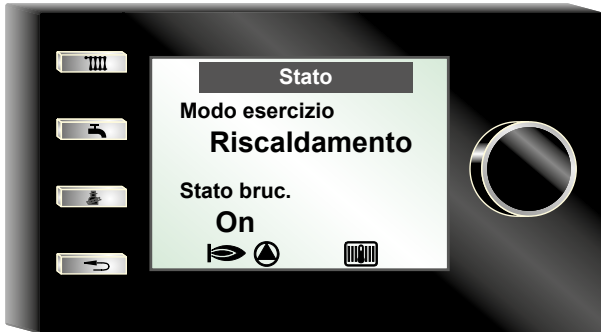 Stato
Modo esercizio
Riscaldamento
Stato bruc.
On